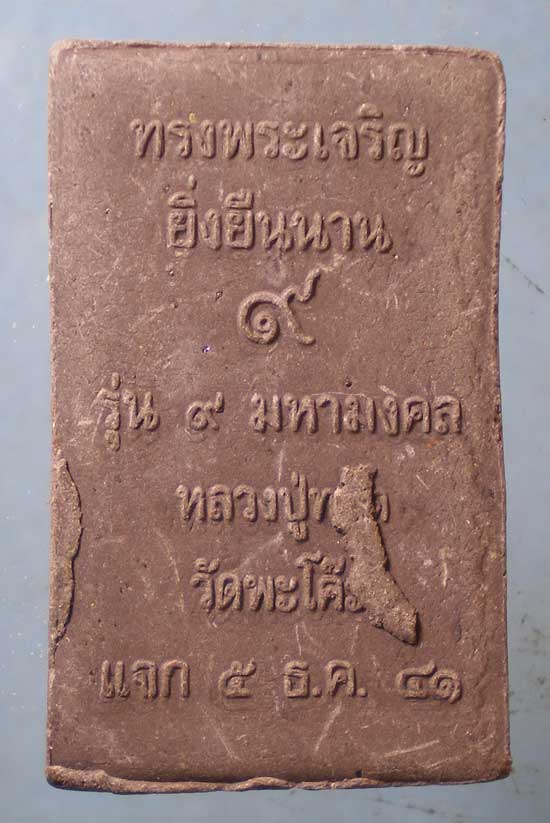 ทรงพระเจริญ
ยิ่งยืนนาน
๙
รุ่น ๙ มหามงคล
หลวงปู่
วัดพะโค๊ะ
แจก ๕ ธ.ค. ๔๑